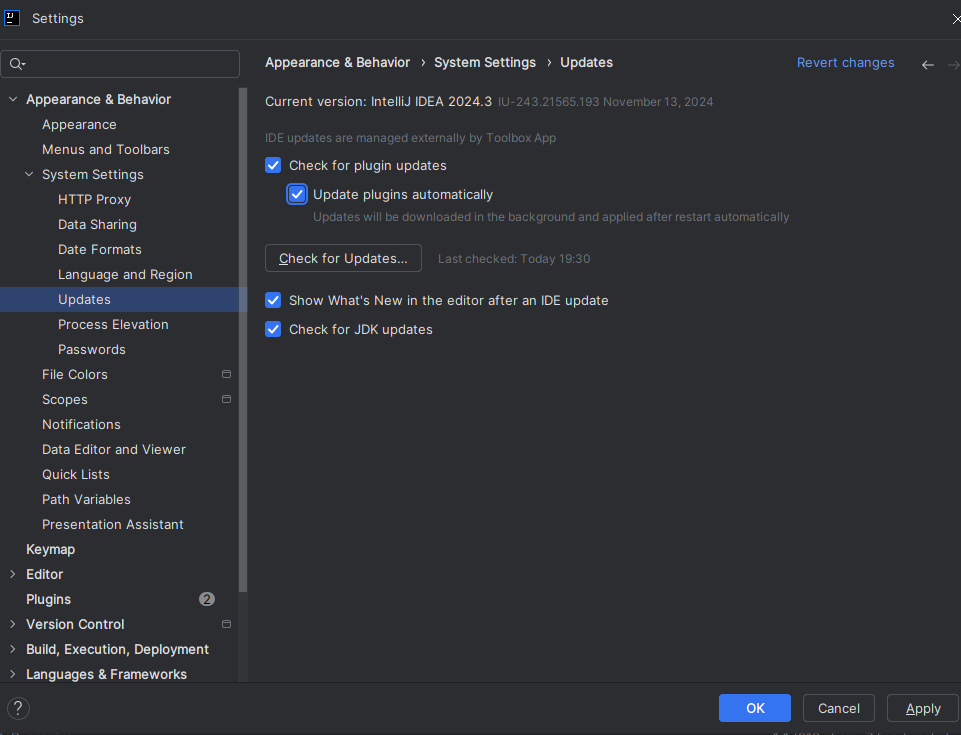 Settings
Appearance & Behavior
Appearance
Menus and Toolbars
System Settings
HTTP Proxy
Data Sharing
Date Formats
Language and Region
Updates
Process Elevation
Passwords
File Colors
Scopes
Notifications
Data Editor and Viewer
Quick Lists
Path Variables
Presentation Assistant
Keymap
Editor
Plugins 2
Version Control
Build, Execution, Deployment
Languages & Frameworks
Appearance & Behavior › System Settings › Updates
Revert changes
Current version: IntelliJ IDEA 2024.3 IU-243.21565.193 November 13, 2024
IDE updates are managed externally by Toolbox App
Check for plugin updates
Update plugins automatically
Updates will be downloaded in the background and applied after restart automatically
Check for Updates... Last checked: Today 19:30
Show What's New in the editor after an IDE update
Check for JDK updates
?
OK Cancel Apply